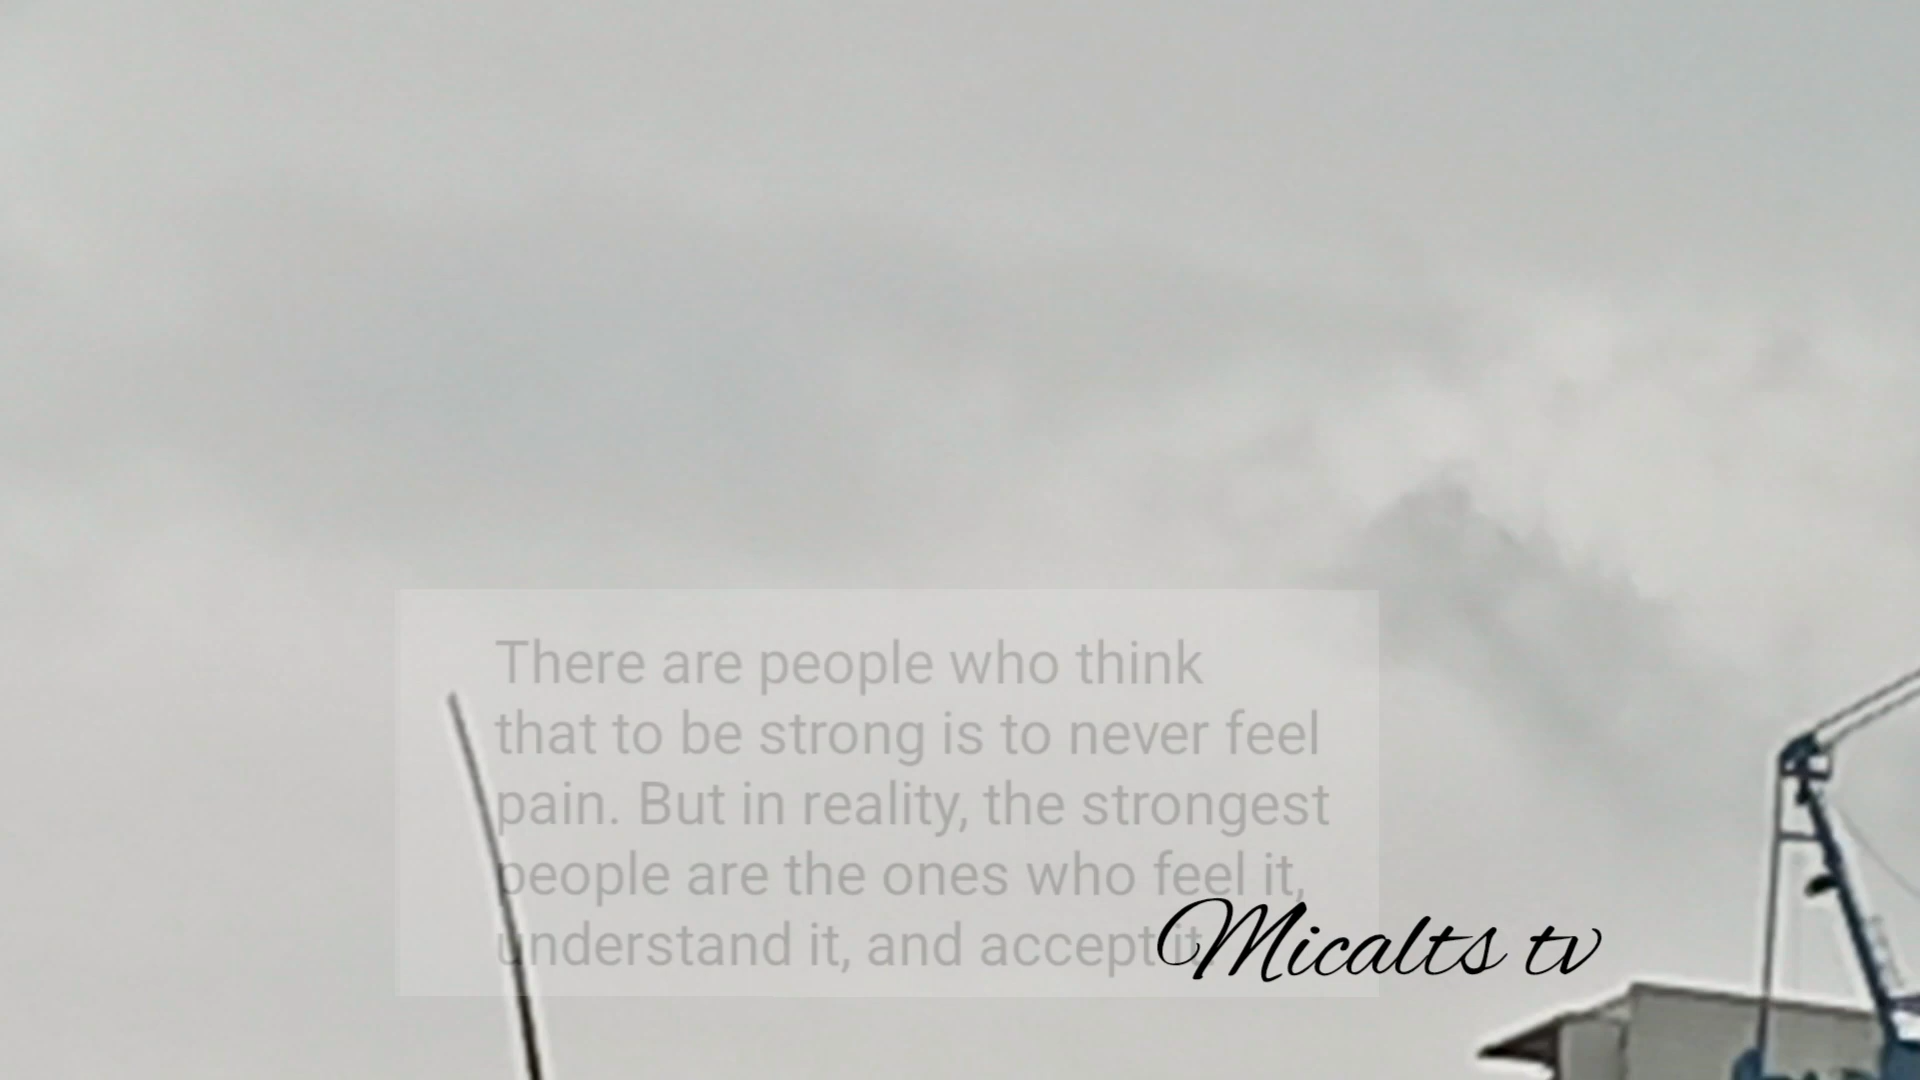 There are people who think
that to be strong is to never feel
pain. But in reality, the strongest
people are the ones who feel it,
understand it, and accept it.
Micalts tv